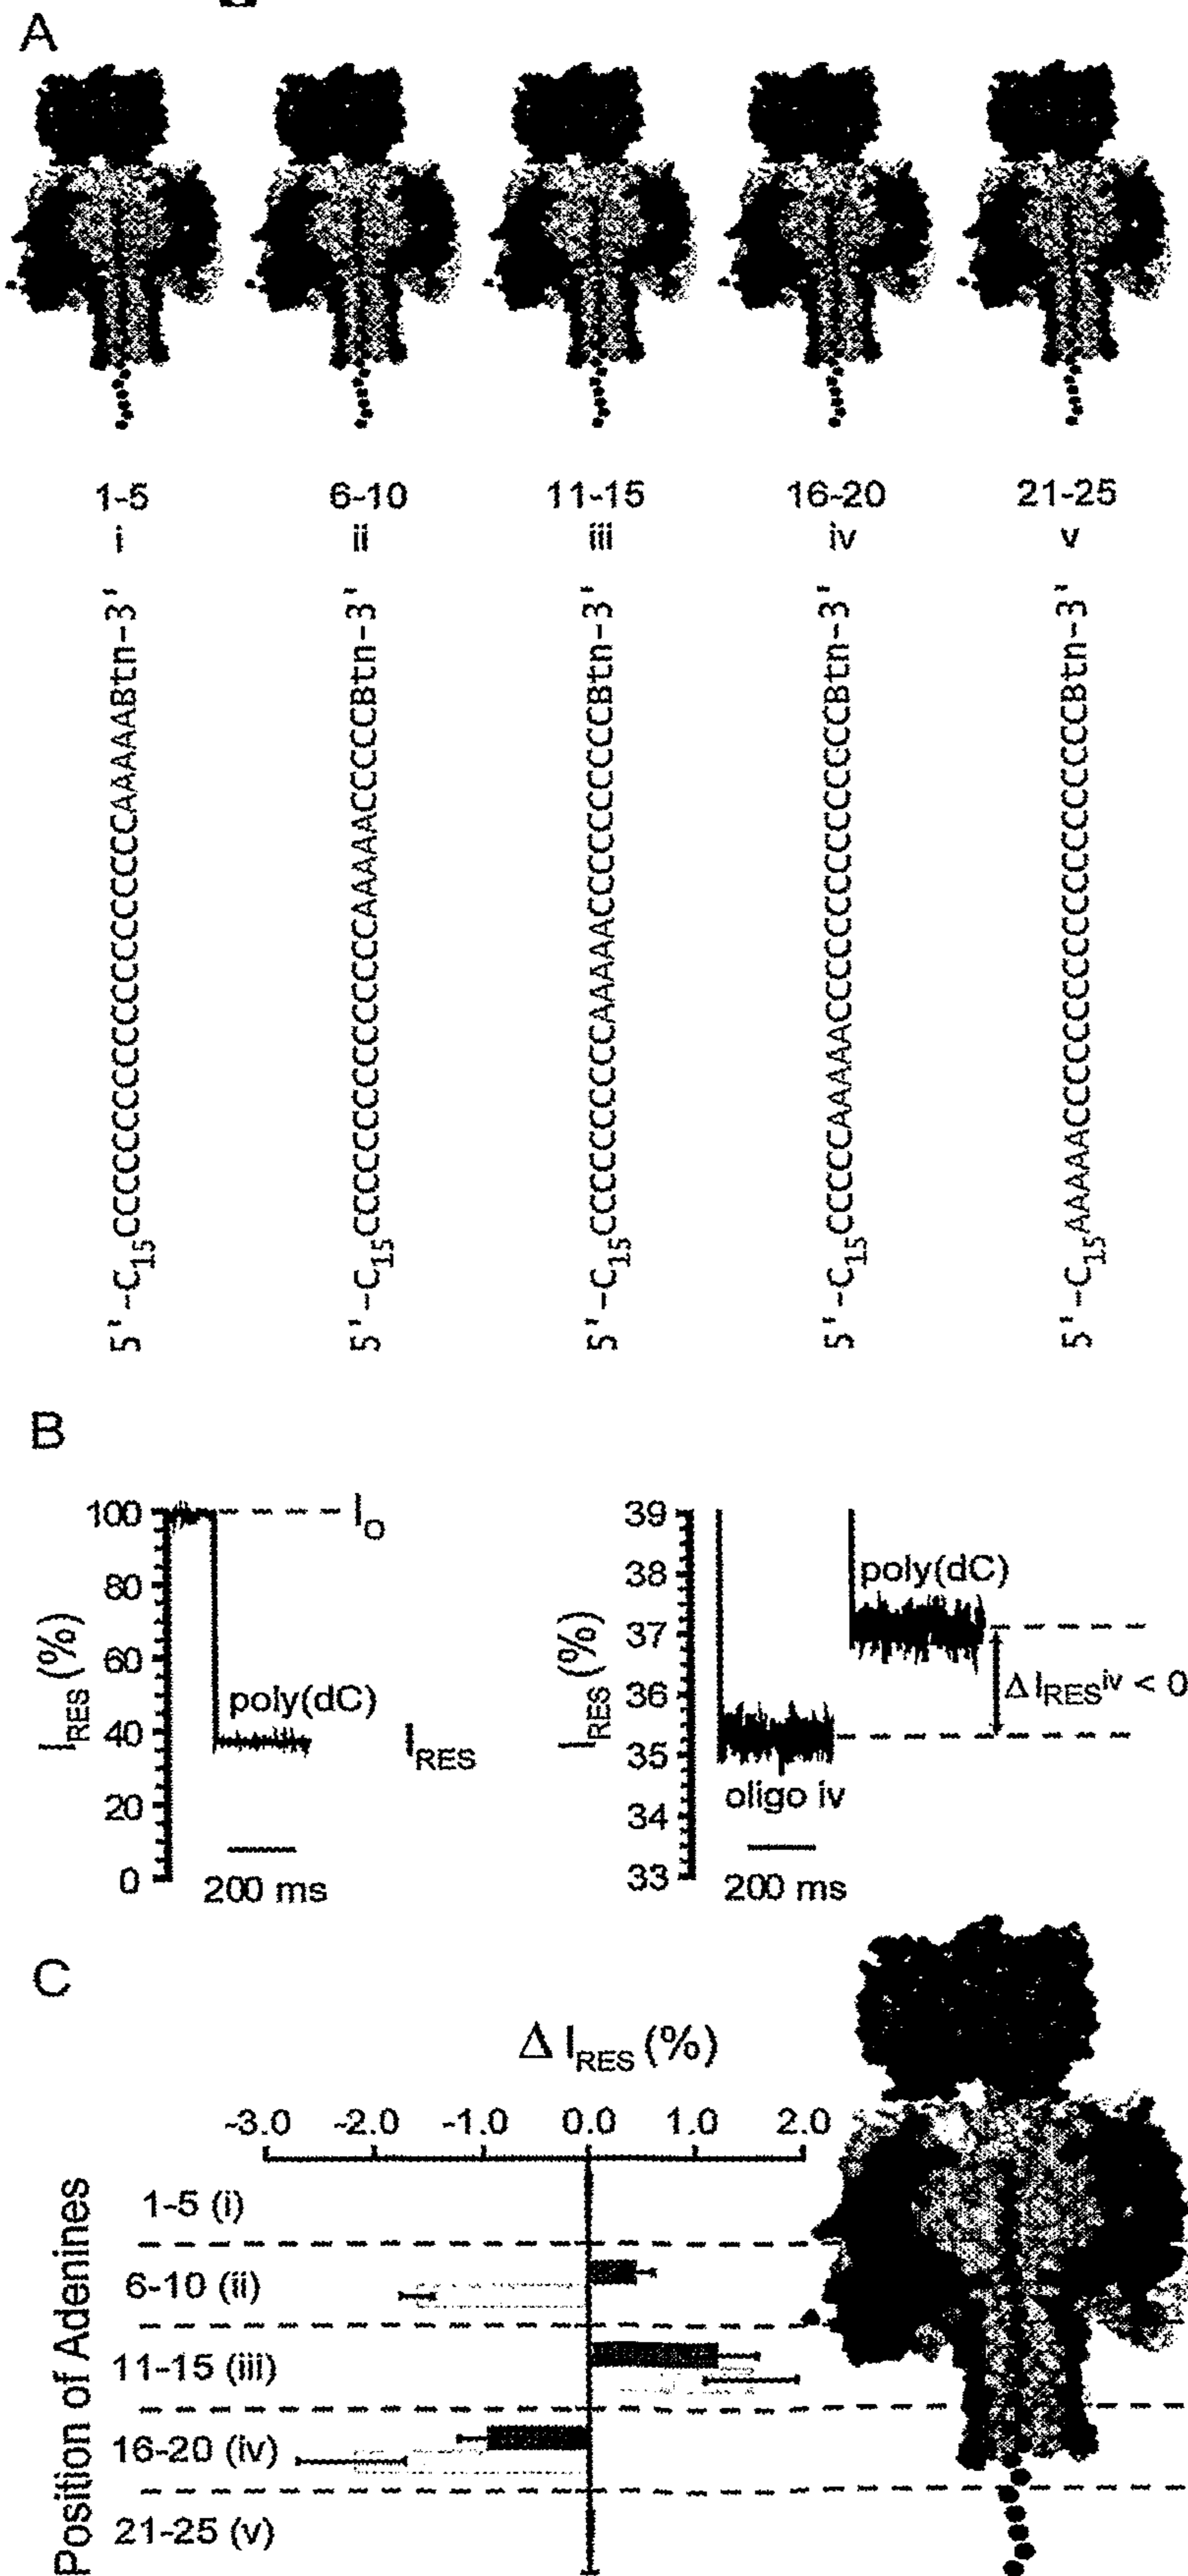 A
1-5
i
6-10
ii
11-15
iii
16-20
iv
21-25
v
5'-C15CCCCCCCCCCCCCCCCCCCCAAAAABtn-3'
5'-C15CCCCCCCCCCCCCCCAAAAACCCCCBtn-3'
5'-C15CCCCCCCCCCAAAAACCCCCCCCCCBtn-3'
5'-C15CCCCCAAAAACCCCCCCCCCCCCCCBtn-3'
5'-C15AAAAACCCCCCCCCCCCCCCCCCCCBtn-3'
B
IRES (%)
100
80
60
40
20
0
IO
poly(dC)
IRES
200 ms
IRES (%)
39
38
37
36
35
34
33
poly(dC)
ΔIRESiv < 0
oligo iv
200 ms
C
Δ IRES (%)
-3.0 -2.0 -1.0 0.0 1.0 2.0
Position of Adenines
1-5 (i)
6-10 (ii)
11-15 (iii)
16-20 (iv)
21-25 (v)